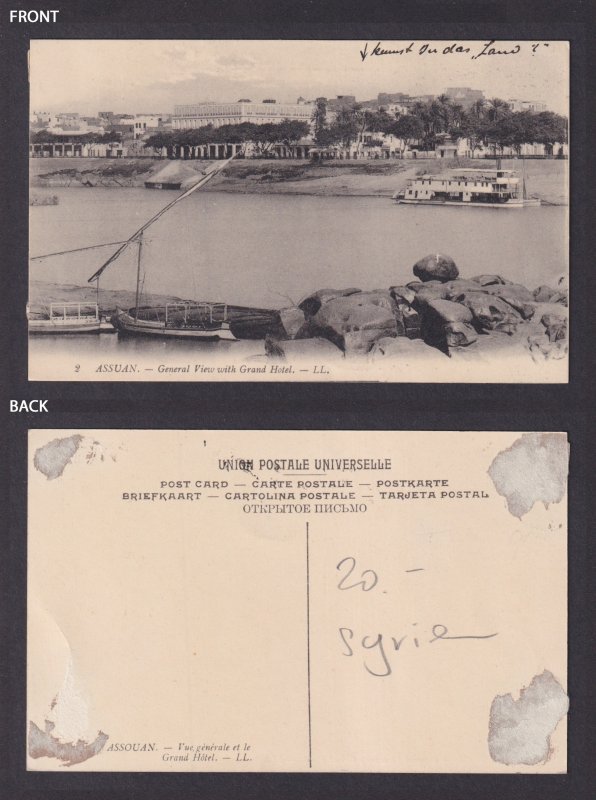 FRONT
kennst Du das „Land“?
2 ASSUAN. — General View with Grand Hotel. — LL.
BACK
UNION POSTALE UNIVERSELLE
POST CARD — CARTE POSTALE — POSTKARTE
BRIEFKAART — CARTOLINA POSTALE — TARJETA POSTAL
ОТКРЫТОЕ ПИСЬМО
20.-
Syrie
ASSOUAN. — Vue générale et le
Grand Hôtel. — LL.